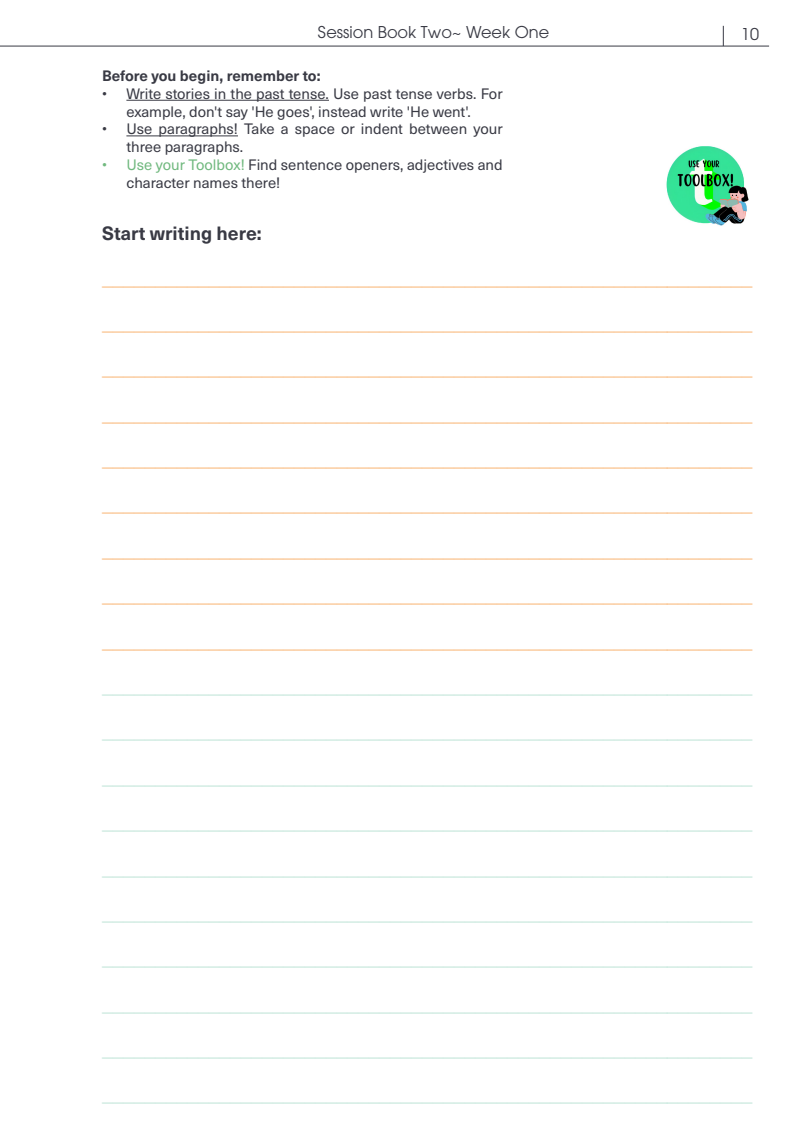 Session Book Two~ Week One
10
Before you begin, remember to:
• Write stories in the past tense. Use past tense verbs. For
example, don't say 'He goes', instead write 'He went'.
• Use paragraphs! Take a space or indent between your
three paragraphs.
• Use your Toolbox! Find sentence openers, adjectives and
character names there!
USE YOUR
TOOLBOX!
t
Start writing here: